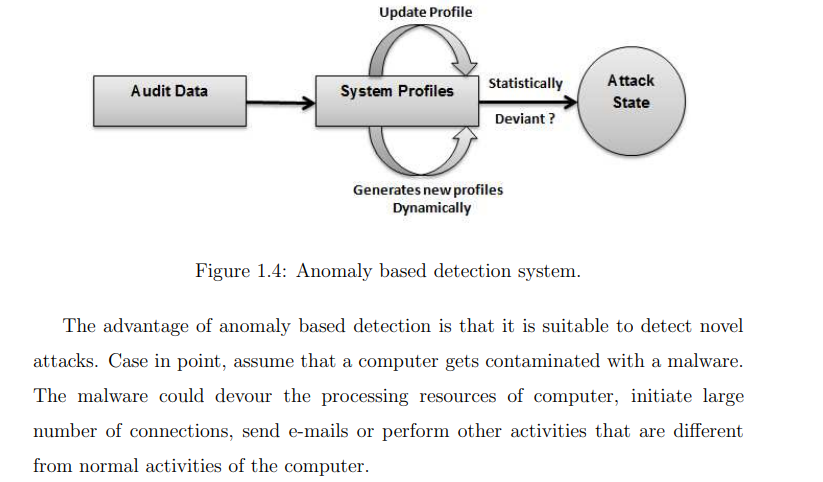 Update Profile
Audit Data
System Profiles
Statistically
Deviant ?
Attack
State
Generates new profiles
Dynamically
Figure 1.4: Anomaly based detection system.
The advantage of anomaly based detection is that it is suitable to detect novel
attacks. Case in point, assume that a computer gets contaminated with a malware.
The malware could devour the processing resources of computer, initiate large
number of connections, send e-mails or perform other activities that are different
from normal activities of the computer.